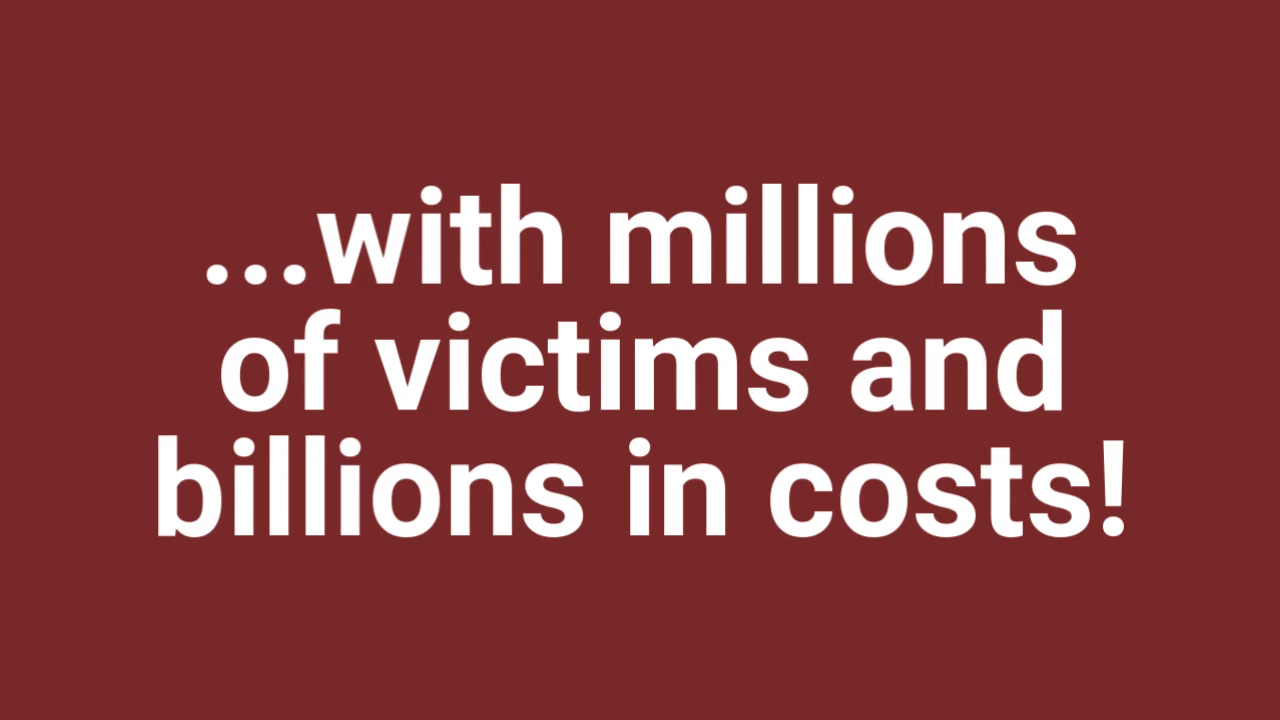 ...with millions
of victims and
billions in costs!